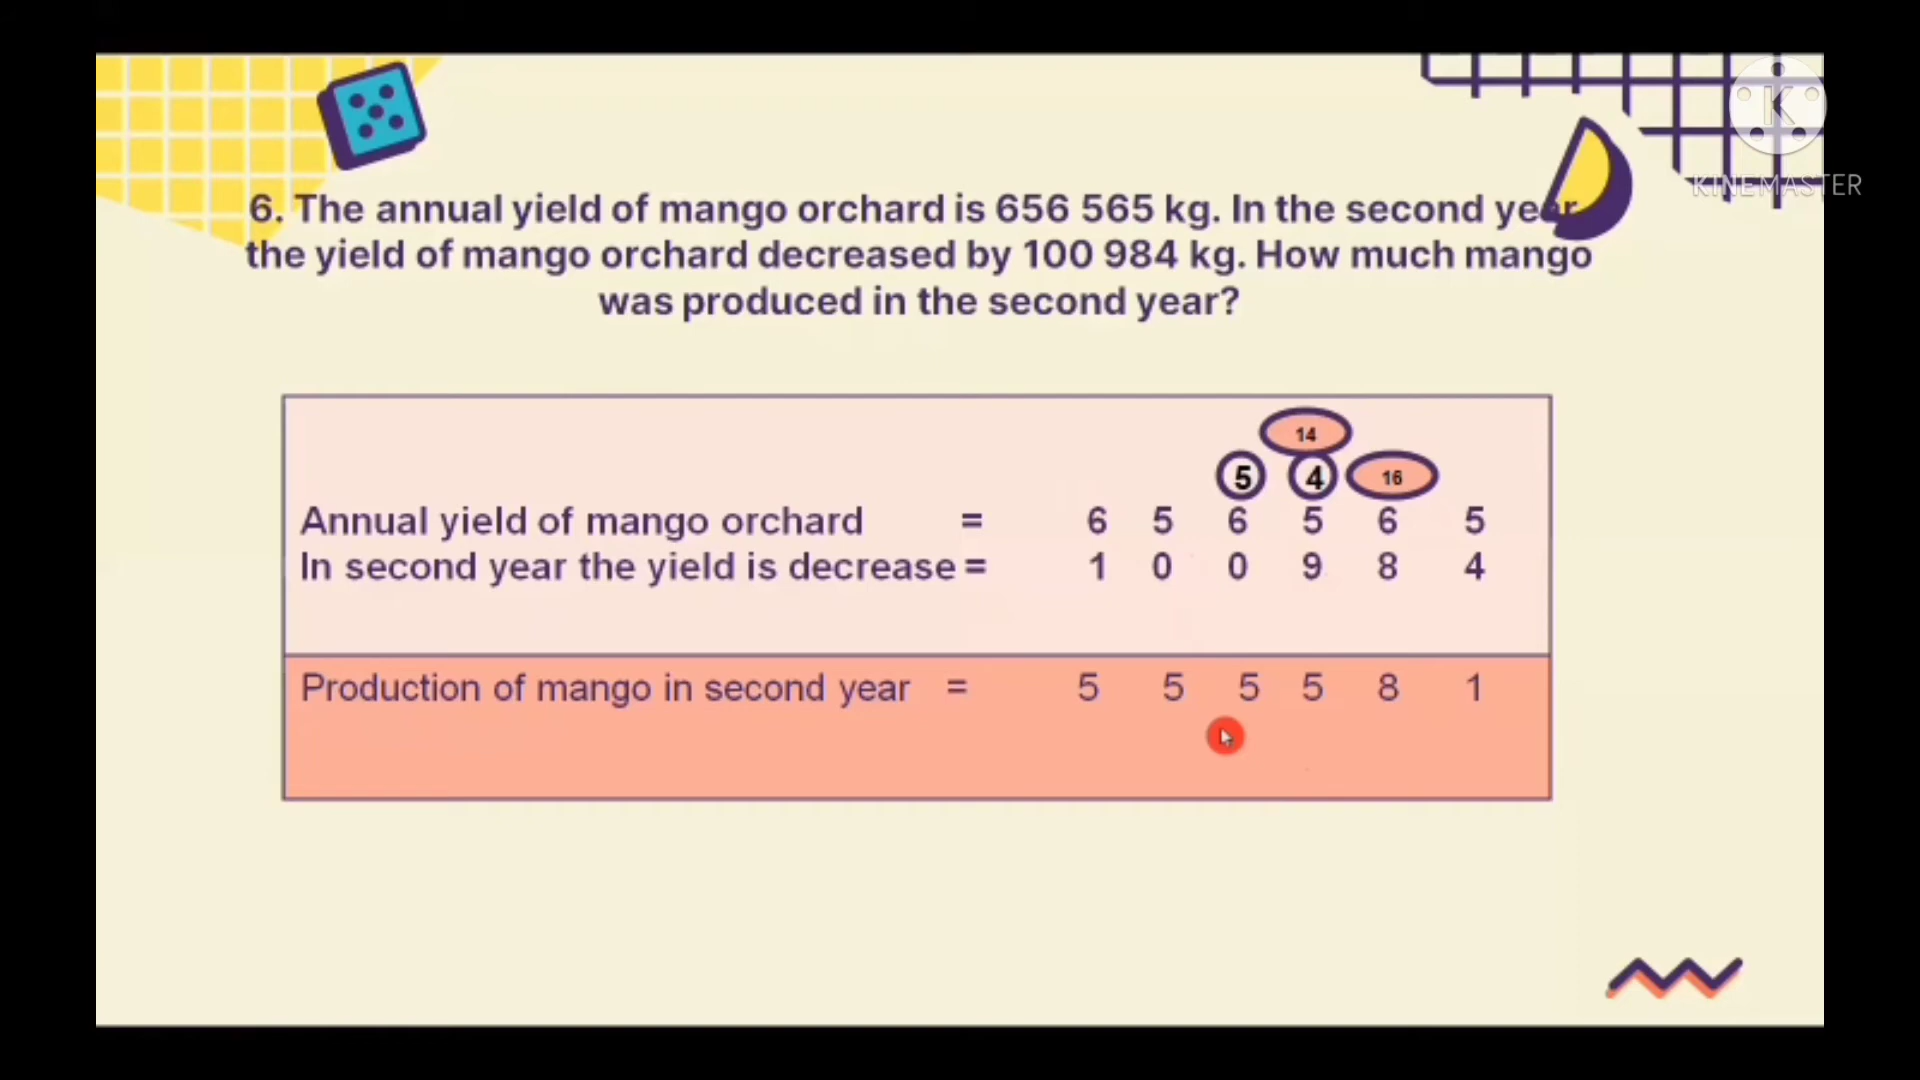 K
KINEMASTER
6. The annual yield of mango orchard is 656 565 kg. In the second year
the yield of mango orchard decreased by 100 984 kg. How much mango
was produced in the second year?
14
5 4 16
Annual yield of mango orchard = 6 5 6 5 6 5
In second year the yield is decrease = 1 0 0 9 8 4
Production of mango in second year = 5 5 5 5 8 1